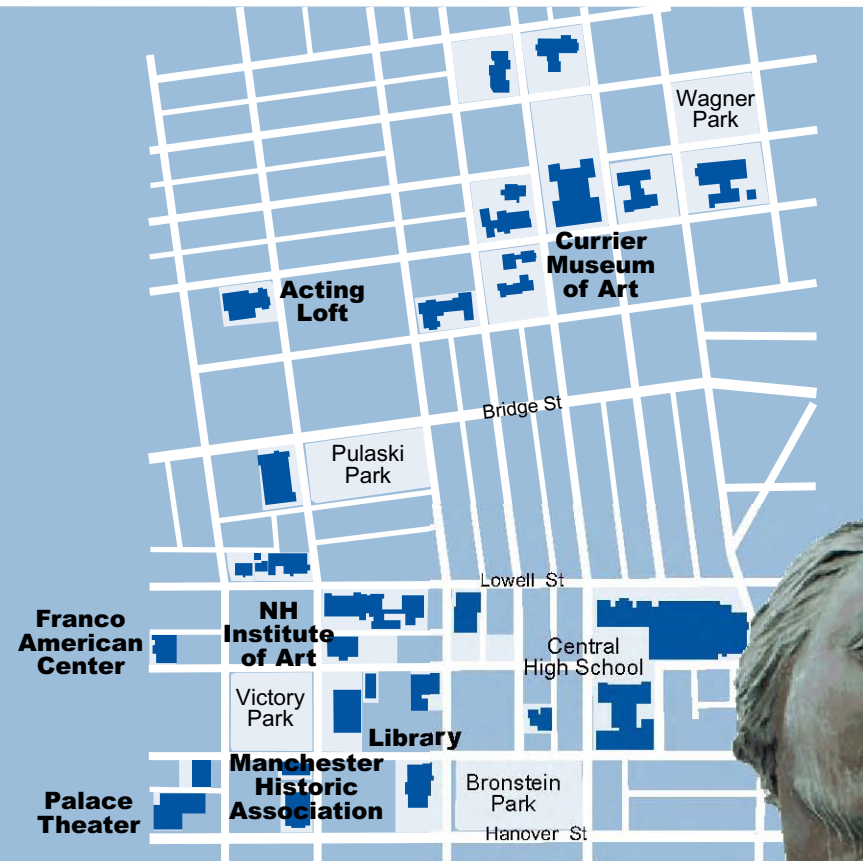 Wagner
Park
Currier
Museum
of Art
Acting
Loft
Bridge St
Pulaski
Park
Lowell St
Franco
American
Center
NH
Institute
of Art
Central
High School
Victory
Park
Library
Manchester
Historic
Association
Bronstein
Park
Palace
Theater
Hanover St